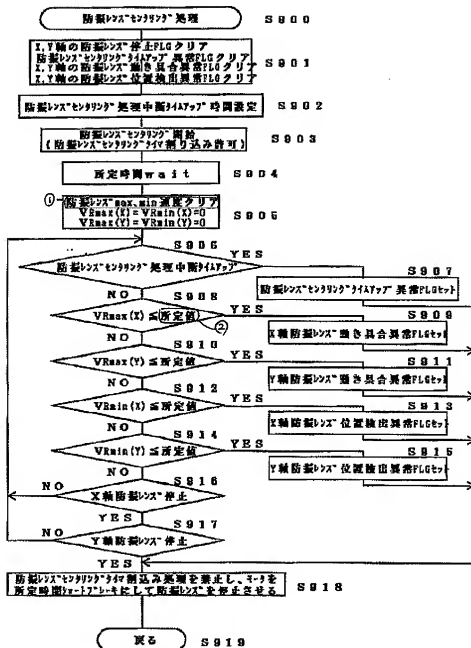 防振レンズセンタリング処理 S900
X,Y軸の防振レンズ停止FLGクリア
防振レンズセンタリングタイムアップ異常FLGクリア
X,Y軸の防振レンズ動き具合異常FLGクリア
X,Y軸の防振レンズ位置検出異常FLGクリア
S901
防振レンズセンタリング処理中断タイムアップ時間設定 S902
防振レンズセンタリング開始
(防振レンズセンタリングタイマ割り込み許可)
S903
所定時間wait S904
①
防振レンズmax,min速度クリア
VRmax(X)=VRmin(X)=0
VRmax(Y)=VRmin(Y)=0
S905
S906
防振レンズセンタリング処理中断タイムアップ
YES
NO
S907
防振レンズセンタリングタイムアップ異常FLGセット
S908
VRmax(X)≦所定値
②
YES
NO
S909
X軸防振レンズ動き具合異常FLGセット
S910
VRmax(Y)≦所定値
YES
NO
S911
Y軸防振レンズ動き具合異常FLGセット
S912
VRmin(X)≦所定値
YES
NO
S913
X軸防振レンズ位置検出異常FLGセット
S914
VRmin(Y)≦所定値
YES
NO
S915
Y軸防振レンズ位置検出異常FLGセット
S916
X軸防振レンズ停止
NO
YES
S917
Y軸防振レンズ停止
NO
YES
防振レンズセンタリングタイマ割込み処理を禁止し、モータを
所定時間ショートブレーキにして防振レンズを停止させる
S918
戻る S919